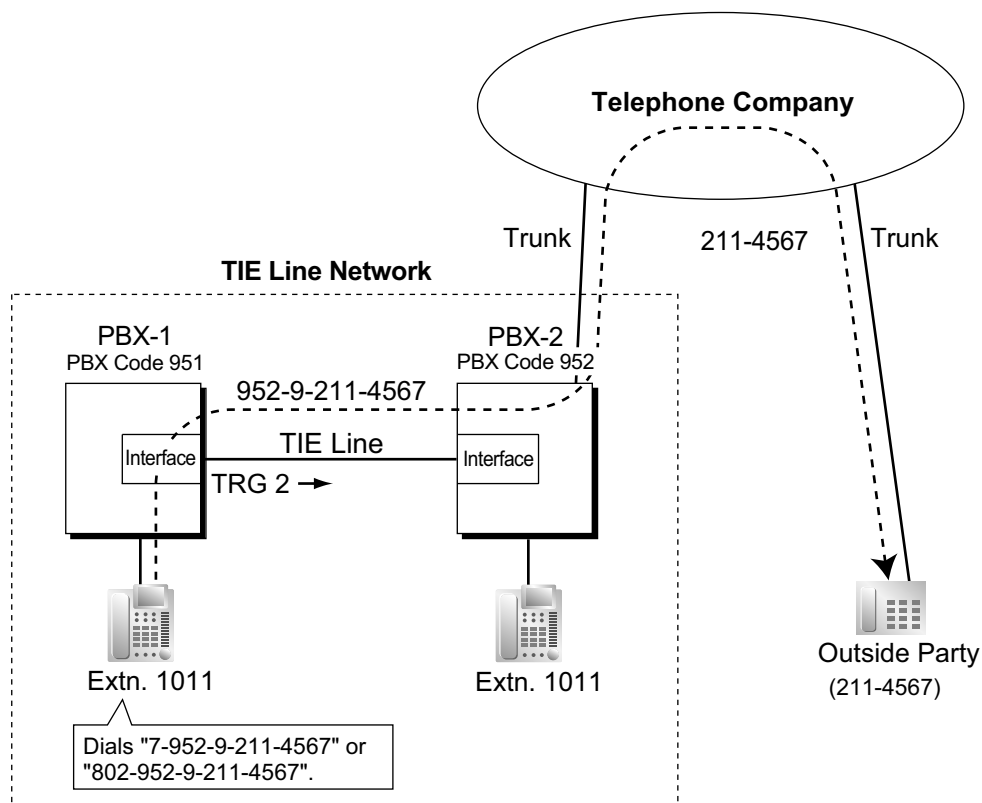 Telephone Company
Trunk
211-4567
Trunk
TIE Line Network
PBX-1
PBX Code 951
PBX-2
PBX Code 952
952-9-211-4567
Interface
TIE Line
Interface
TRG 2
Extn. 1011
Extn. 1011
Outside Party
(211-4567)
Dials "7-952-9-211-4567" or
"802-952-9-211-4567".